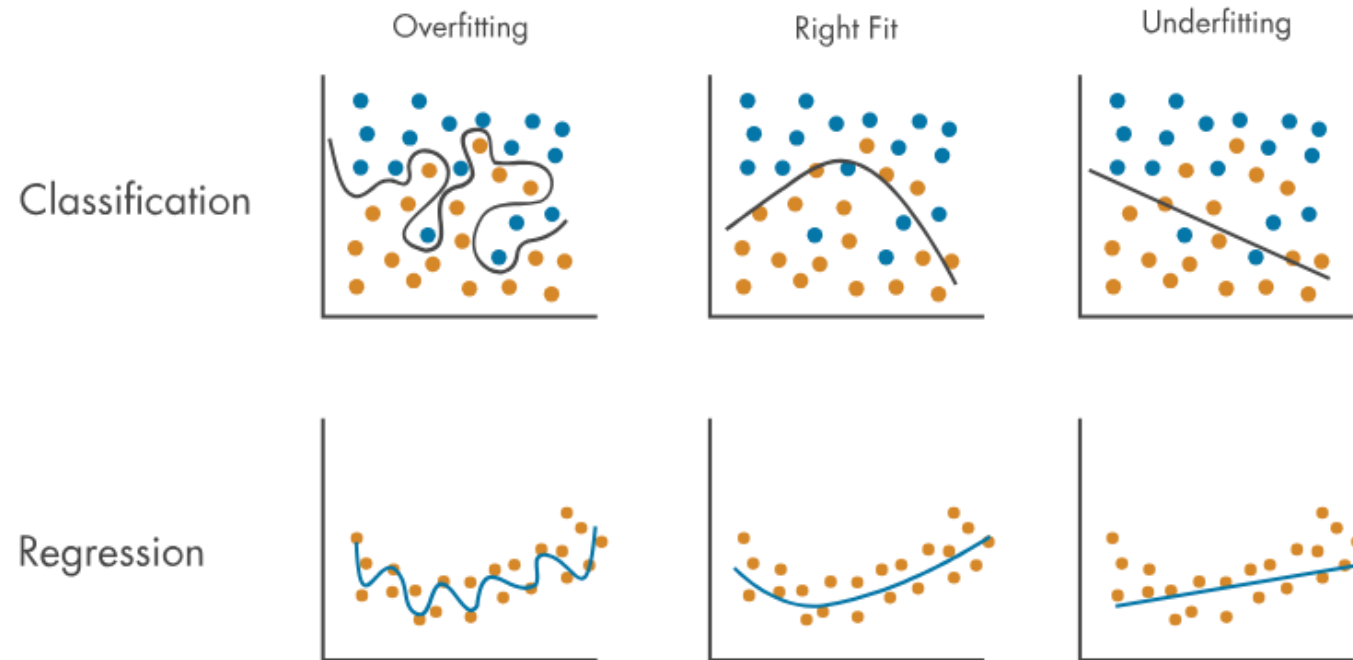 Overfitting
Right Fit
Underfitting
Classification
Regression